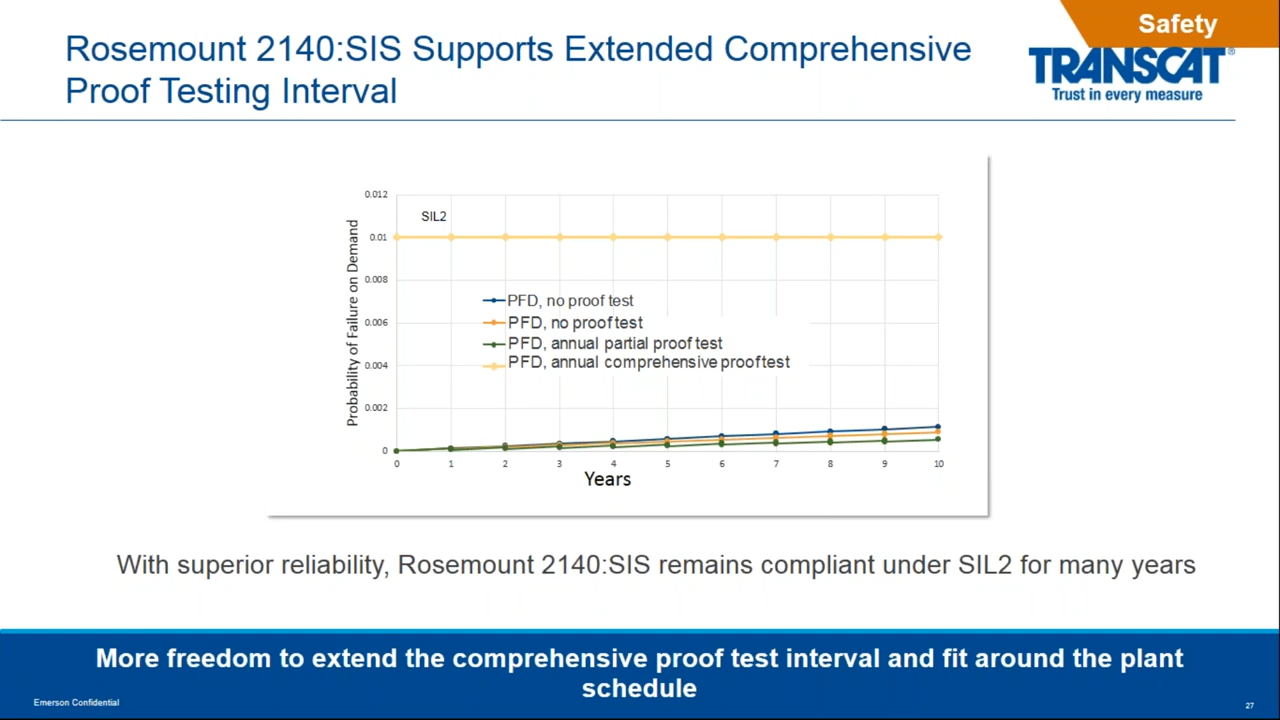 Safety
Rosemount 2140:SIS Supports Extended Comprehensive
Proof Testing Interval
TRANSCAT®
Trust in every measure
0.012
SIL2
0.01
0.008
0.006
0.004
0.002
0
Probability of Failure on Demand
PFD, no proof test
PFD, no proof test
PFD, annual partial proof test
PFD, annual comprehensive proof test
0 1 2 3 4 5 6 7 8 9 10
Years
With superior reliability, Rosemount 2140:SIS remains compliant under SIL2 for many years
More freedom to extend the comprehensive proof test interval and fit around the plant
schedule
Emerson Confidential
27